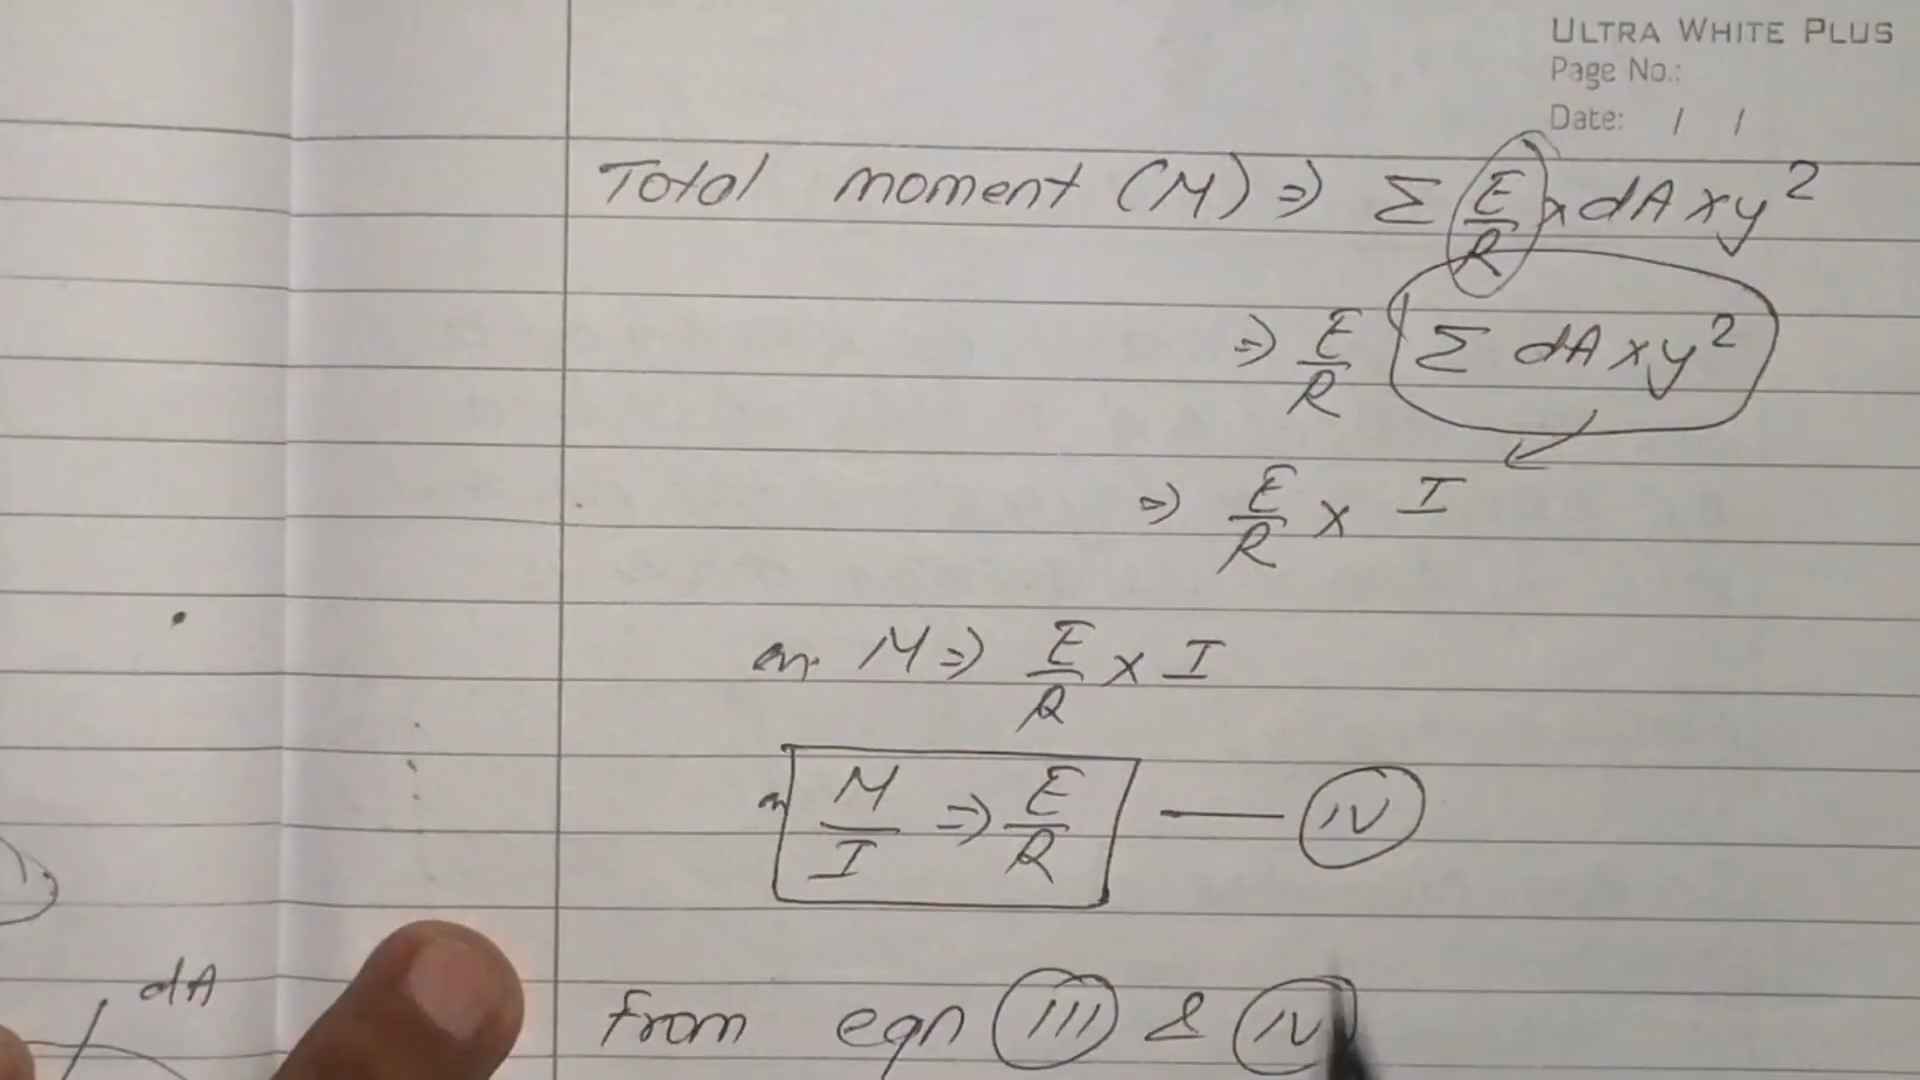 ULTRA WHITE PLUS
Page No.:
Date: / /
Total moment (M) ⇒ Σ E/R x dA x y²
⇒ E/R Σ dA x y²
⇒ E/R x I
or M ⇒ E/R x I
or M/I ⇒ E/R — IV
dA
From eqn III & IV